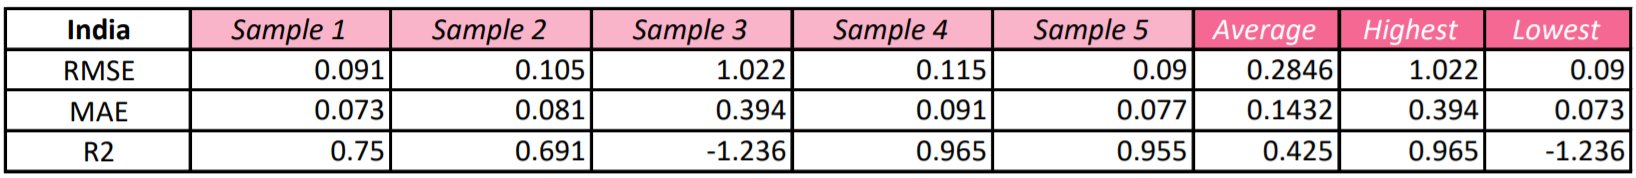 India Sample 1 Sample 2 Sample 3 Sample 4 Sample 5 Average Highest Lowest
RMSE 0.091 0.105 1.022 0.115 0.09 0.2846 1.022 0.09
MAE 0.073 0.081 0.394 0.091 0.077 0.1432 0.394 0.073
R2 0.75 0.691 -1.236 0.965 0.955 0.425 0.965 -1.236